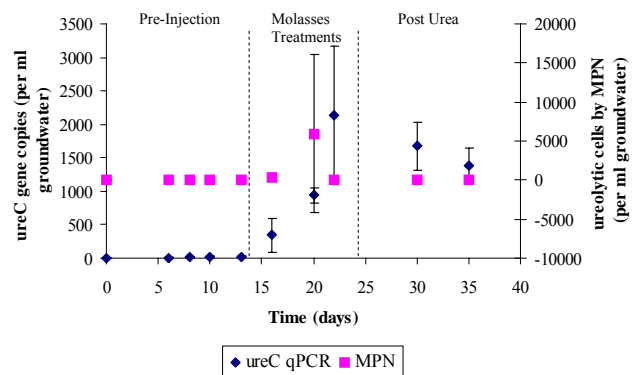 Pre-Injection
Molasses
Treatments
Post Urea
ureC gene copies (per ml
groundwater)
3500
3000
2500
2000
1500
1000
500
0
20000
15000
10000
5000
0
-5000
-10000
ureolytic cells by MPN
(per ml groundwater)
0 5 10 15 20 25 30 35 40
Time (days)
ureC qPCR MPN